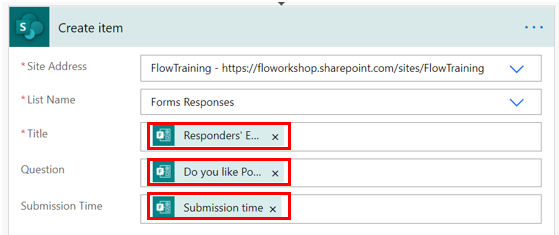 Create item
* Site Address
FlowTraining - https://floworkshop.sharepoint.com/sites/FlowTraining
* List Name
Forms Responses
* Title
Responders' E... ×
Question
Do you like Po... ×
Submission Time
Submission time ×